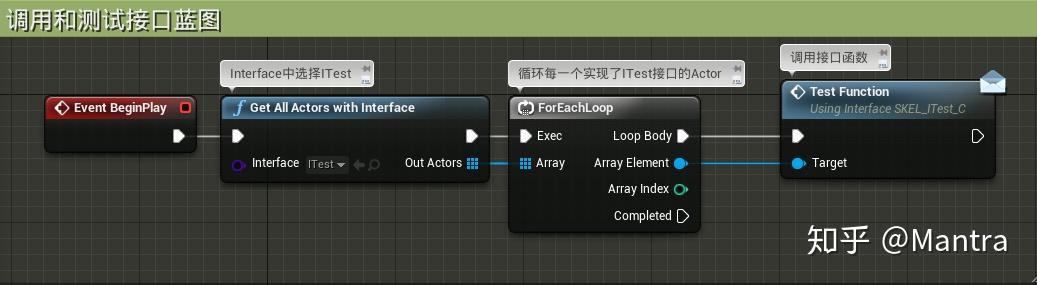 调用和测试接口蓝图
Interface中选择ITest
循环每一个实现了ITest接口的Actor
调用接口函数
Event BeginPlay
Get All Actors with Interface
Interface ITest
Out Actors
ForEachLoop
Exec
Loop Body
Array
Array Element
Array Index
Completed
Test Function
Using Interface SKEL_ITest_C
Target
知乎 @Mantra